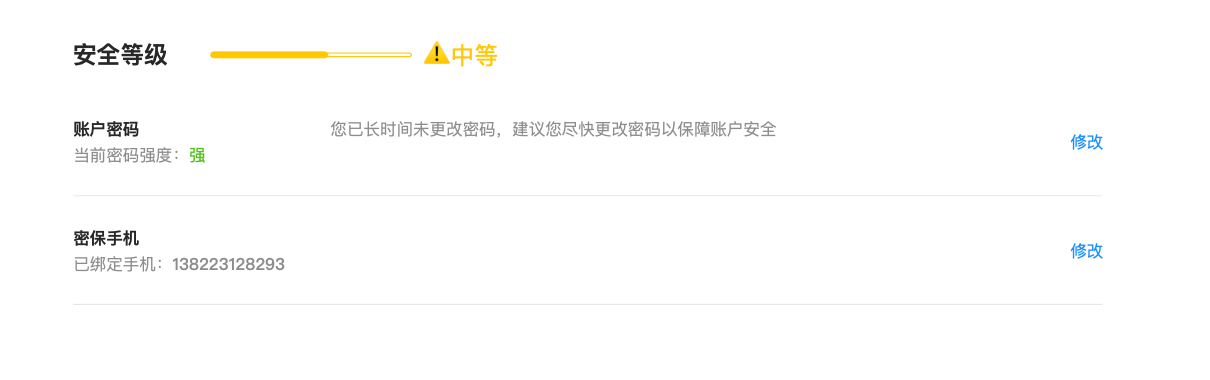 安全等级 中等
账户密码 您已长时间未更改密码，建议您尽快更改密码以保障账户安全
当前密码强度：强
修改
密保手机
已绑定手机：138223128293
修改